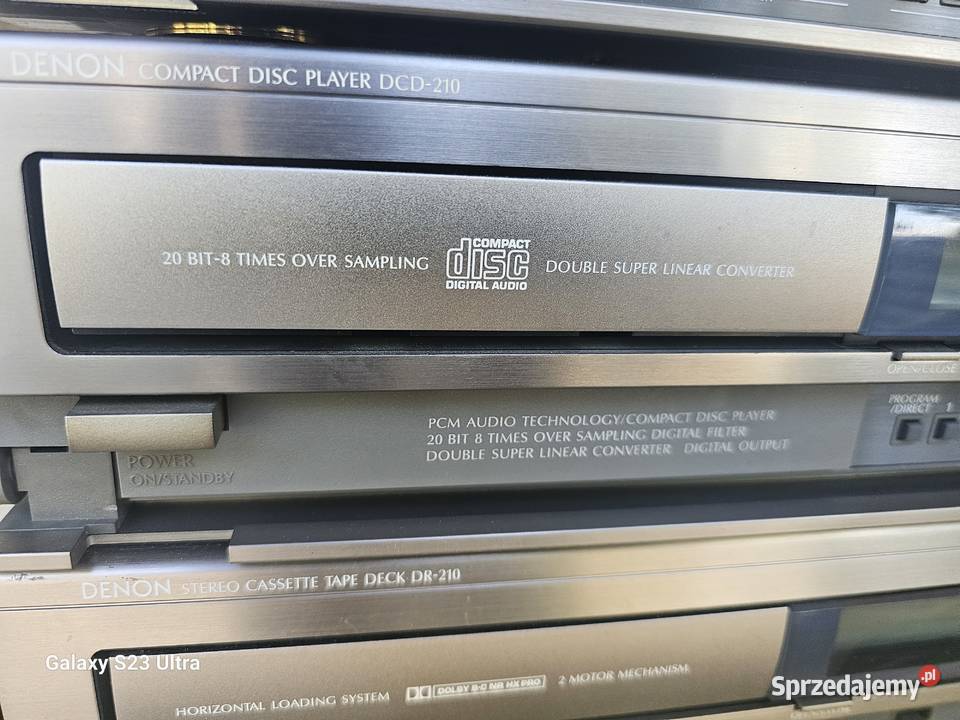 DENON COMPACT DISC PLAYER DCD-210
20 BIT-8 TIMES OVER SAMPLING
COMPACT
disc
DIGITAL AUDIO
DOUBLE SUPER LINEAR CONVERTER
OPEN/CLOSE
PCM AUDIO TECHNOLOGY/COMPACT DISC PLAYER
20 BIT 8 TIMES OVER SAMPLING DIGITAL FILTER
DOUBLE SUPER LINEAR CONVERTER DIGITAL OUTPUT
PROGRAM
/DIRECT 1
POWER
ON/STANDBY
DENON STEREO CASSETTE TAPE DECK DR-210
Galaxy S23 Ultra
HORIZONTAL LOADING SYSTEM
DOLBY B-C NR HX PRO
2 MOTOR MECHANISM
Sprzedajemy.pl